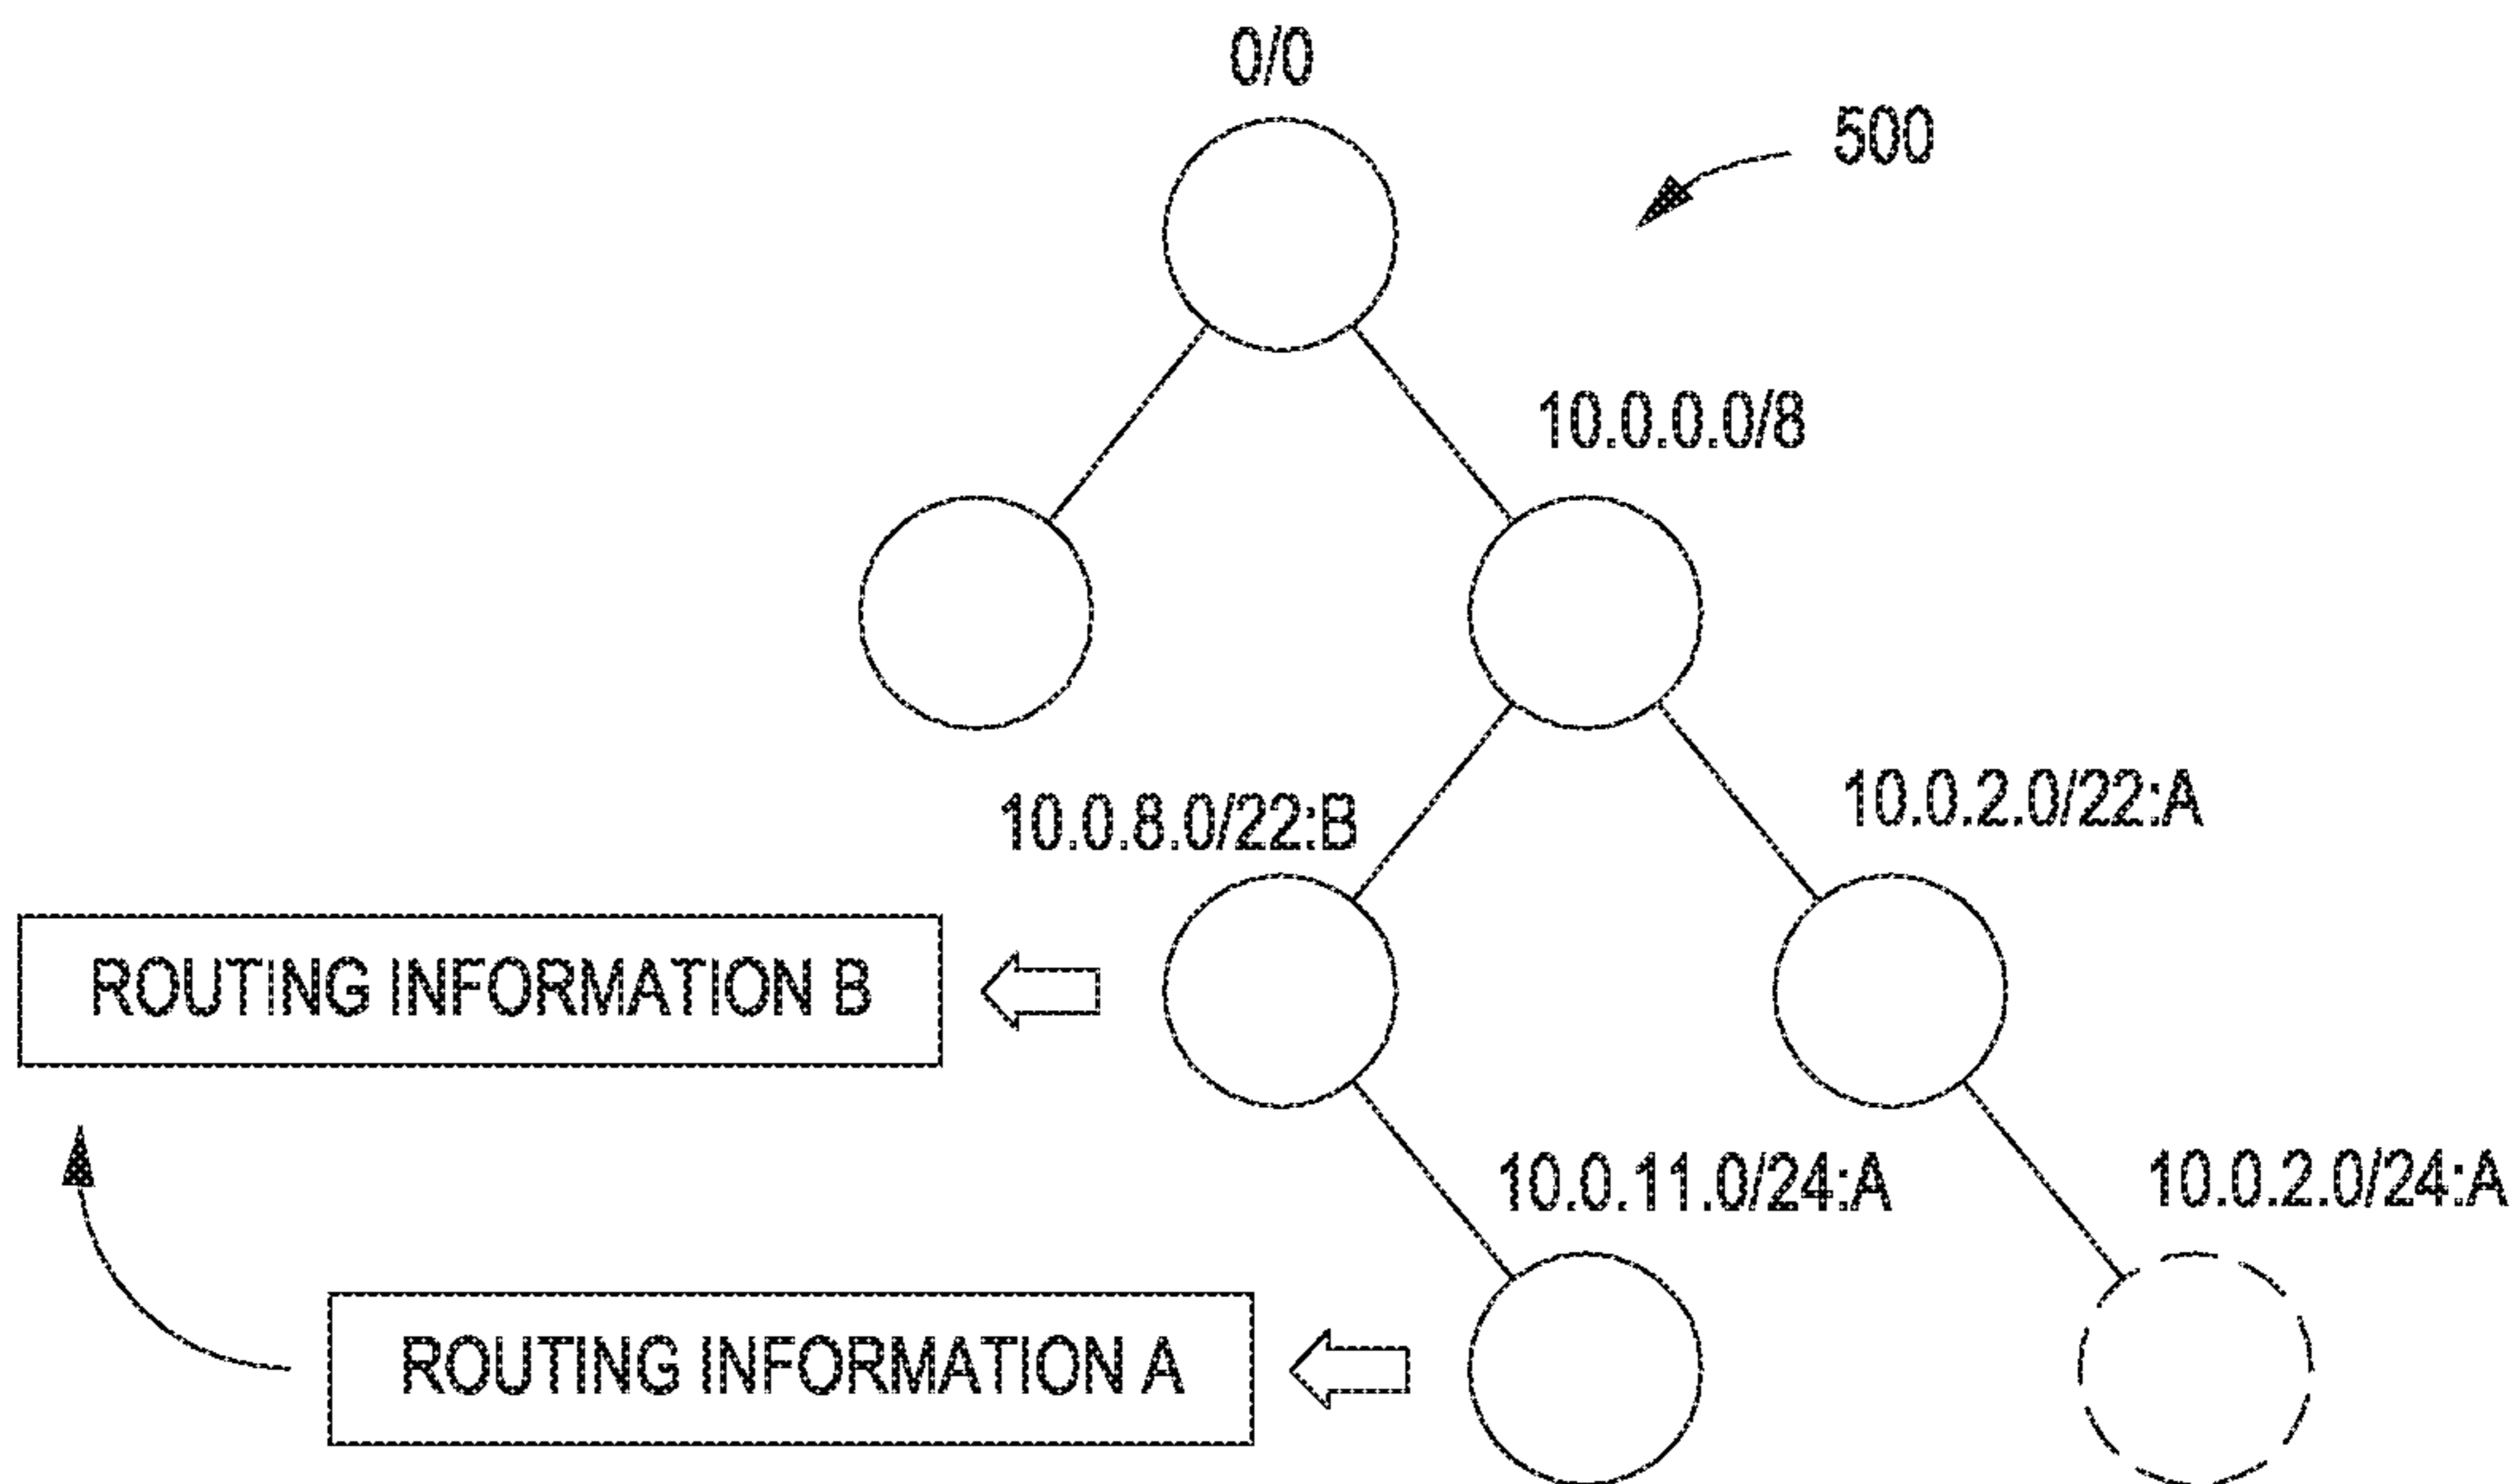 0/0
500
10.0.0.0/8
10.0.8.0/22:B
10.0.2.0/22:A
ROUTING INFORMATION B
10.0.11.0/24:A
10.0.2.0/24:A
ROUTING INFORMATION A